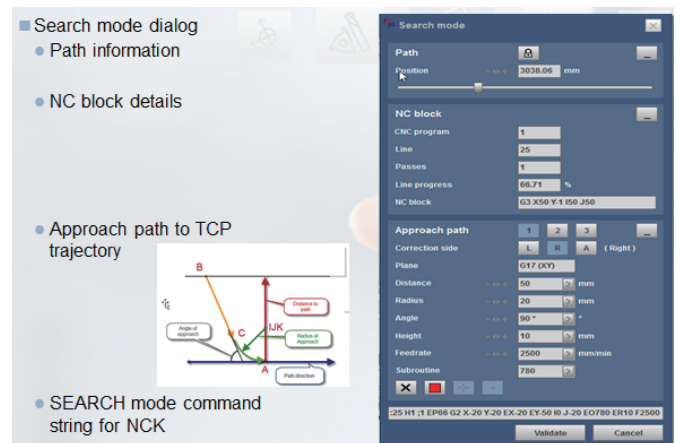 Search mode dialog
Path information
NC block details
Approach path to TCP
trajectory
B
Distance to
path
Angle of
approach
C
IJK
Radius of
Approach
A
Path direction
SEARCH mode command
string for NCK
Search mode
Path
Position 3038.06 mm
NC block
CNC program 1
Line 25
Passes 1
Line progress 66.71 %
NC block G3 X50 Y-1 I50 J50
Approach path 1 2 3
Correction side L R A ( Right )
Plane G17 (XY)
Distance 50 mm
Radius 20 mm
Angle 90 ° °
Height 10 mm
Feedrate 2500 mm/min
Subroutine 780
:25 H1 ;1 EP66 G2 X-20 Y-20 EX-20 EY-50 I0 J-20 EO780 ER10 F2500
Validate Cancel